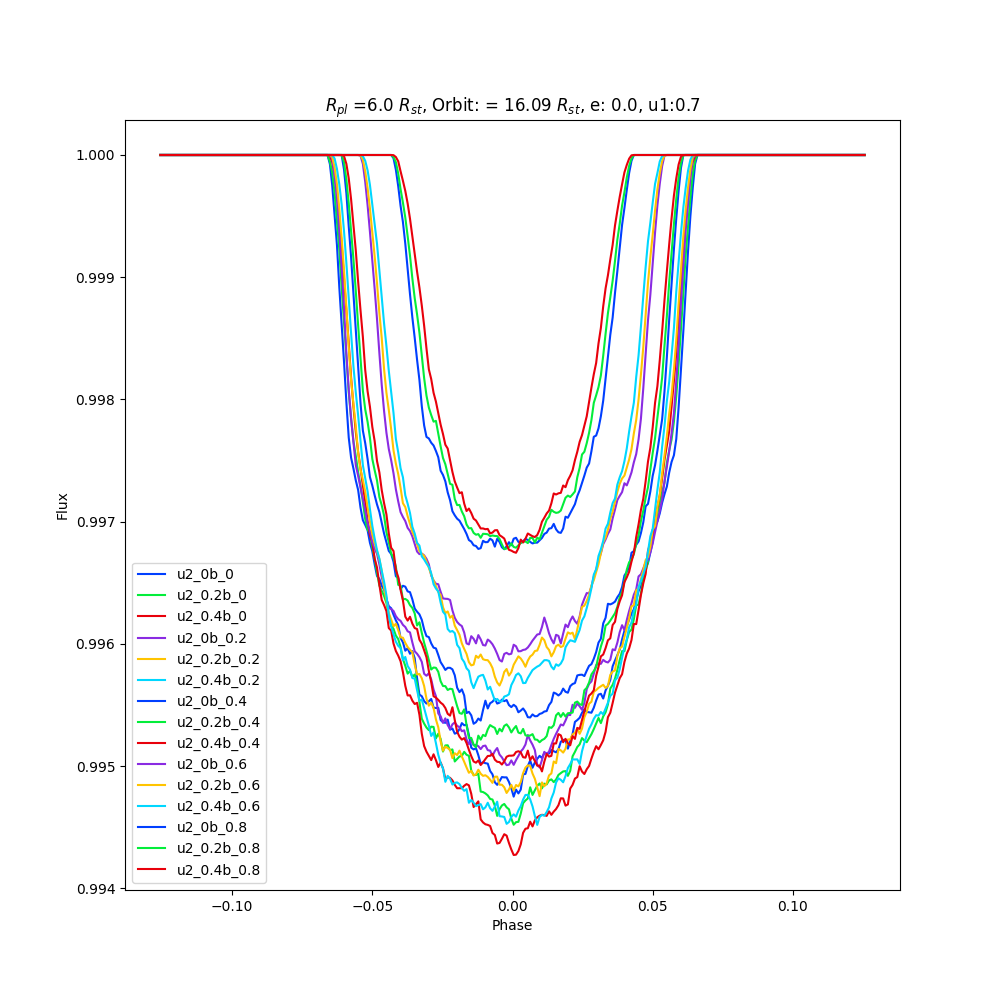 R_pl =6.0 R_st, Orbit: = 16.09 R_st, e: 0.0, u1:0.7
1.000
0.999
0.998
0.997
0.996
0.995
0.994
Flux
u2_0b_0
u2_0.2b_0
u2_0.4b_0
u2_0b_0.2
u2_0.2b_0.2
u2_0.4b_0.2
u2_0b_0.4
u2_0.2b_0.4
u2_0.4b_0.4
u2_0b_0.6
u2_0.2b_0.6
u2_0.4b_0.6
u2_0b_0.8
u2_0.2b_0.8
u2_0.4b_0.8
−0.10 −0.05 0.00 0.05 0.10
Phase